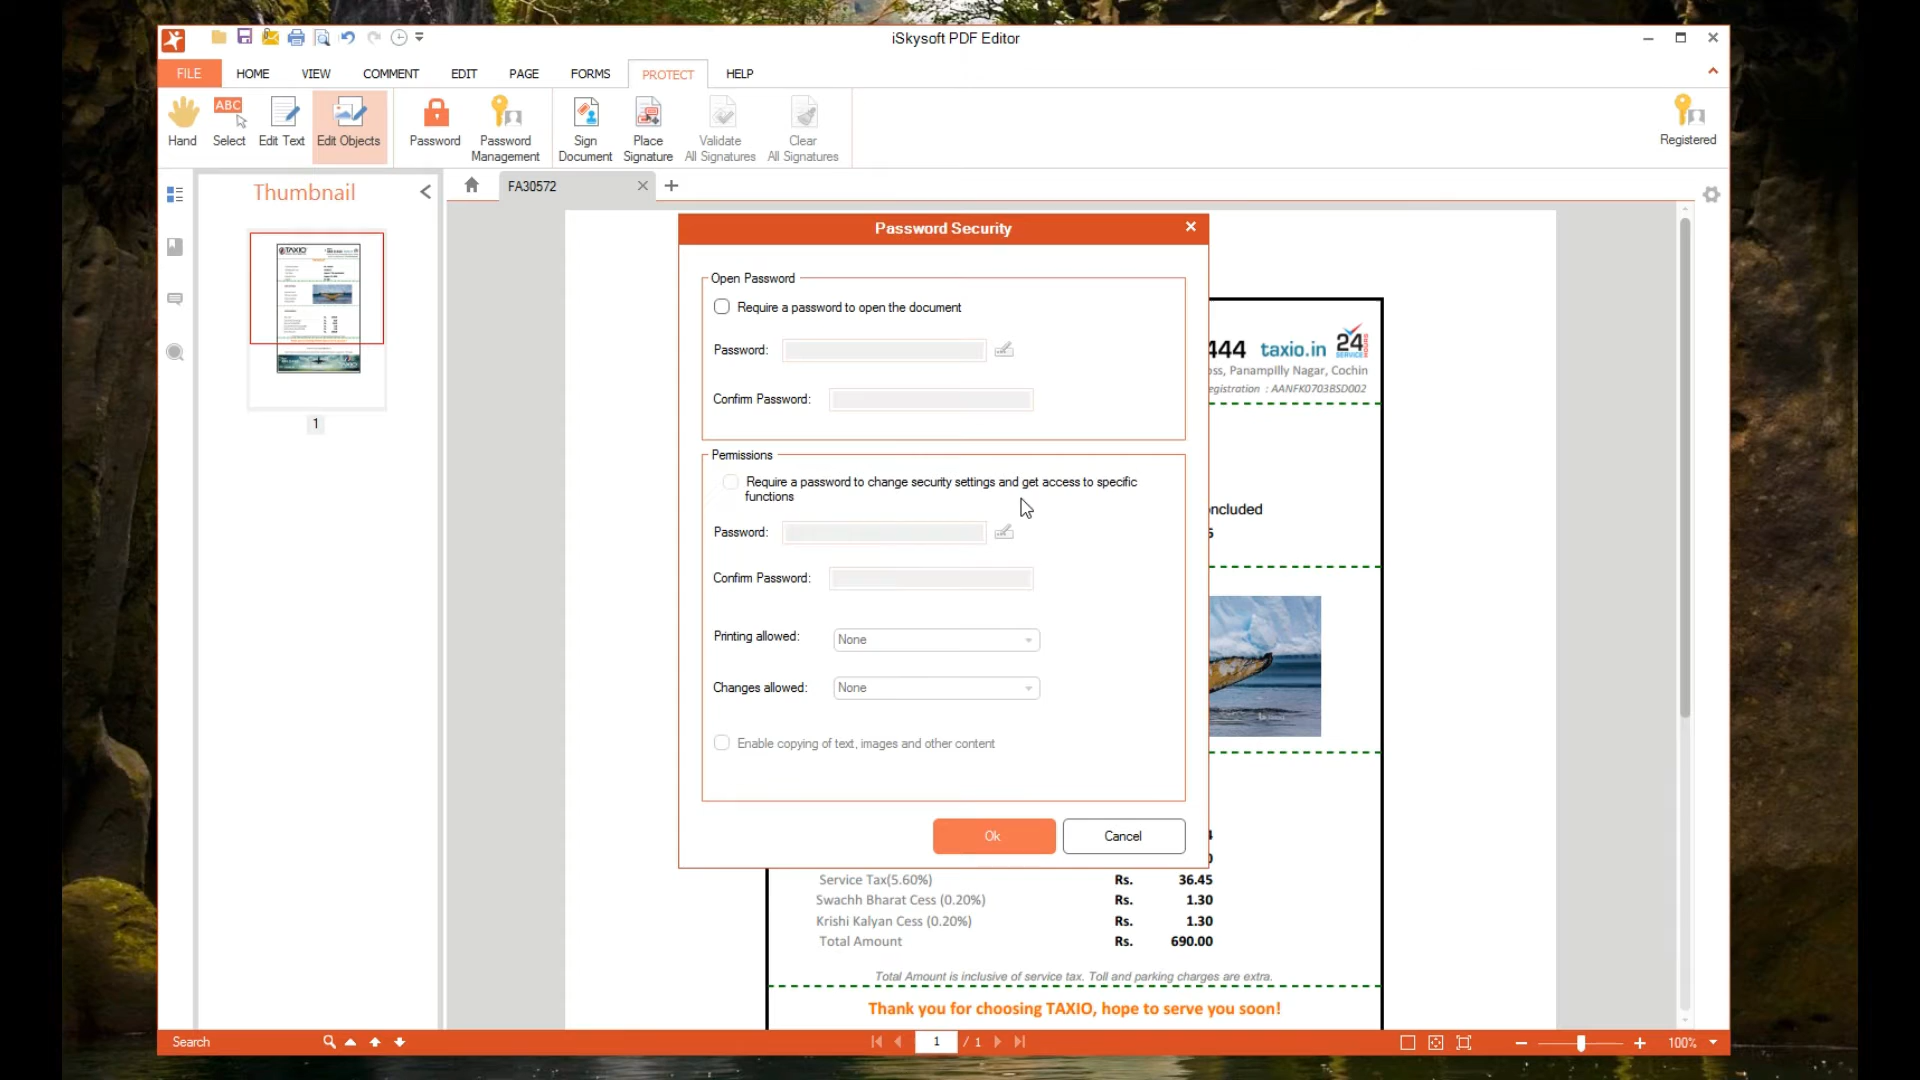 iSkysoft PDF Editor
FILE HOME VIEW COMMENT EDIT PAGE FORMS PROTECT HELP
ABC
Hand Select Edit Text Edit Objects Password Password Management Sign Document Place Signature Validate All Signatures Clear All Signatures Registered
Thumbnail
FA30572
TAXIO
1
Password Security
Open Password
Require a password to open the document
Password:
Confirm Password:
Permissions
Require a password to change security settings and get access to specific
functions
Password:
Confirm Password:
Printing allowed: None
Changes allowed: None
Enable copying of text, images and other content
Ok Cancel
444 taxio.in 24 SERVICE HOURS
oss, Panampilly Nagar, Cochin
egistration : AANFK0703BSD002
ncluded
Service Tax(5.60%) Rs. 36.45
Swachh Bharat Cess (0.20%) Rs. 1.30
Krishi Kalyan Cess (0.20%) Rs. 1.30
Total Amount Rs. 690.00
Total Amount is inclusive of service tax. Toll and parking charges are extra.
Thank you for choosing TAXIO, hope to serve you soon!
Search 1 / 1 100%